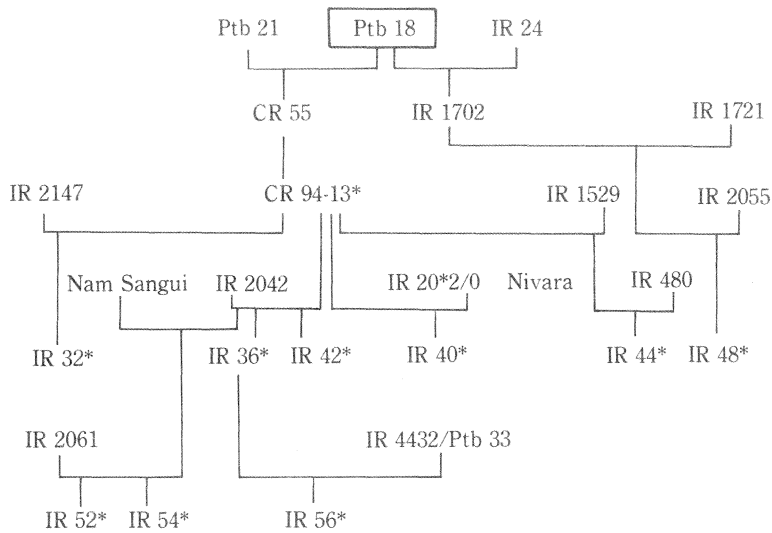 Ptb 21 Ptb 18 IR 24
CR 55 IR 1702 IR 1721
IR 2147 CR 94-13* IR 1529 IR 2055
Nam Sangui IR 2042 IR 20*2/0 Nivara IR 480
IR 32* IR 36* IR 42* IR 40* IR 44* IR 48*
IR 2061 IR 4432/Ptb 33
IR 52* IR 54* IR 56*